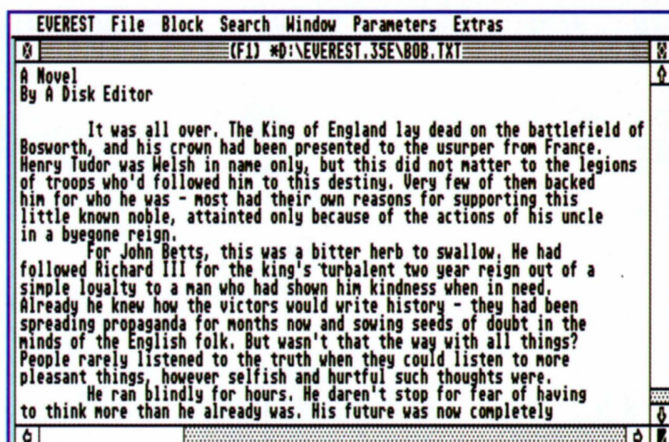 EVEREST File Block Search Window Parameters Extras
(F1) *D:\EVEREST.35E\BOB.TXT
A Novel
By A Disk Editor
It was all over. The King of England lay dead on the battlefield of
Bosworth, and his crown had been presented to the usurper from France.
Henry Tudor was Welsh in name only, but this did not matter to the legions
of troops who'd followed him to this destiny. Very few of them backed
him for who he was - most had their own reasons for supporting this
little known noble, attainted only because of the actions of his uncle
in a byegone reign.
For John Betts, this was a bitter herb to swallow. He had
followed Richard III for the king's turbulent two year reign out of a
simple loyalty to a man who had shown him kindness when in need.
Already he knew how the victors would write history - they had been
spreading propaganda for months now and sowing seeds of doubt in the
minds of the English folk. But wasn't that the way with all things?
People rarely listened to the truth when they could listen to more
pleasant things, however selfish and hurtful such thoughts were.
He ran blindly for hours. He daren't stop for fear of having
to think more than he already was. His future was now completely